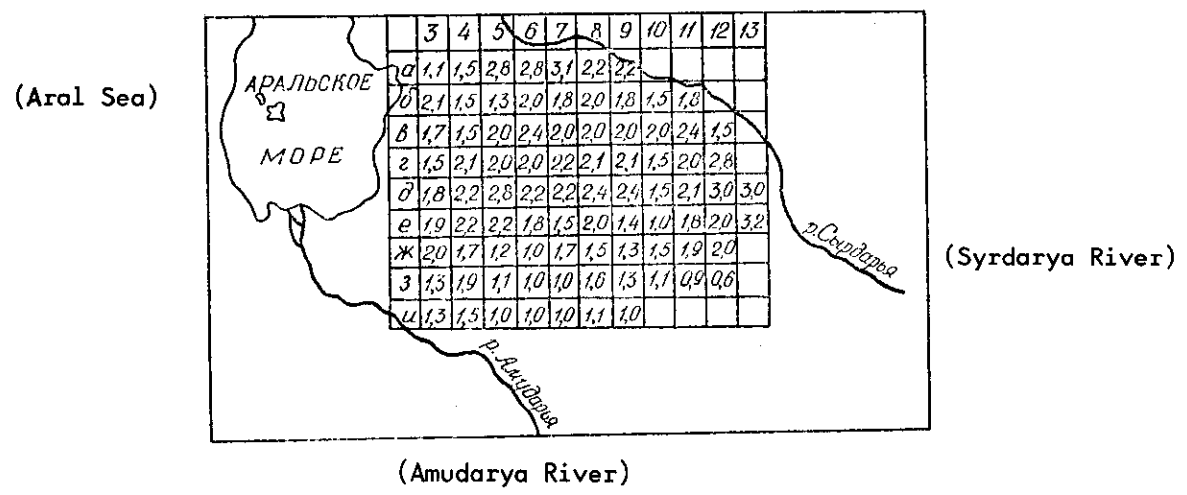 3 4 5 6 7 8 9 10 11 12 13
а 1,1 1,5 2,8 2,8 3,1 2,2 2,2
(Aral Sea)
АРАЛЬСКОЕ
б 2,1 1,5 1,3 2,0 1,8 2,0 1,8 1,5 1,8
в 1,7 1,5 2,0 2,4 2,0 2,0 2,0 2,0 2,4 1,5
МОРЕ
г 1,5 2,1 2,0 2,0 2,2 2,1 2,1 1,5 2,0 2,8
д 1,8 2,2 2,8 2,2 2,2 2,4 2,4 1,5 2,1 3,0 3,0
е 1,9 2,2 2,2 1,8 1,5 2,0 1,4 1,0 1,8 2,0 3,2
ж 2,0 1,7 1,2 1,0 1,7 1,5 1,3 1,5 1,9 2,0
р. Сырдарья
(Syrdarya River)
з 1,3 1,9 1,1 1,0 1,0 1,6 1,3 1,1 0,9 0,6
и 1,3 1,5 1,0 1,0 1,0 1,1 1,0
р. Амударья
(Amudarya River)